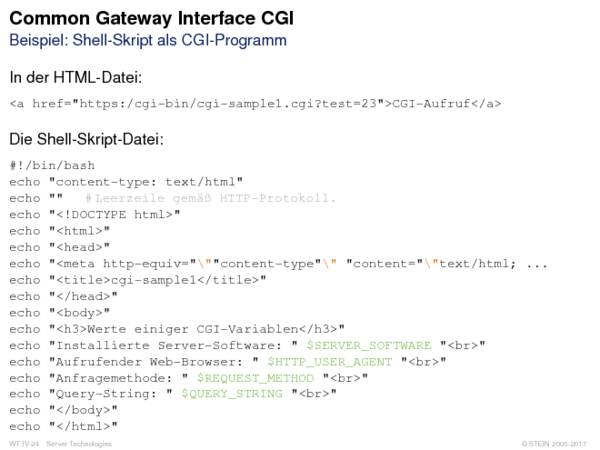 Common Gateway Interface CGI
Beispiel: Shell-Skript als CGI-Programm
In der HTML-Datei:
<a href="https:/cgi-bin/cgi-sample1.cgi?test=23">CGI-Aufruf</a>
Die Shell-Skript-Datei:
#!/bin/bash
echo "content-type: text/html"
echo "" #Leerzeile gemäß HTTP-Protokoll.
echo "<!DOCTYPE html>"
echo "<html>"
echo "<head>"
echo "<meta http-equiv="\""content-type"\" "content="\"text/html; ...
echo "<title>cgi-sample1</title>"
echo "</head>"
echo "<body>"
echo "<h3>Werte einiger CGI-Variablen</h3>"
echo "Installierte Server-Software: " $SERVER_SOFTWARE "<br>"
echo "Aufrufender Web-Browser: " $HTTP_USER_AGENT "<br>"
echo "Anfragemethode: " $REQUEST_METHOD "<br>"
echo "Query-String: " $QUERY_STRING "<br>"
echo "</body>"
echo "</html>"
WT:IV-24 Server Technologies © STEIN 2005-2017